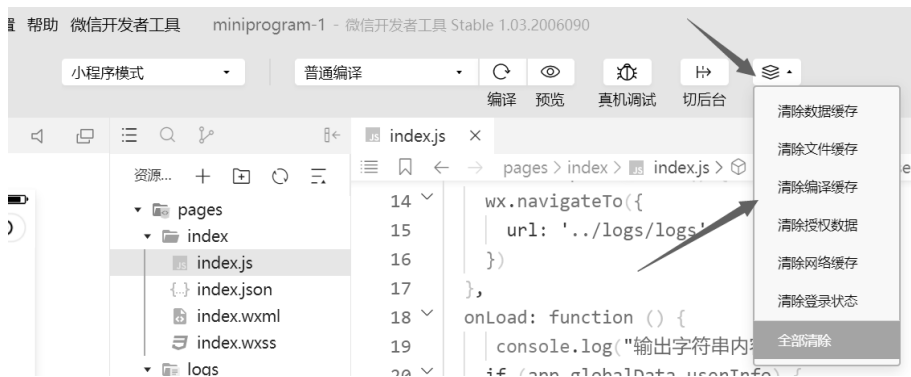 帮助 微信开发者工具 miniprogram-1 - 微信开发者工具 Stable 1.03.2006090
小程序模式 普通编译
编译 预览 真机调试 切后台
清除数据缓存
清除文件缓存
清除编译缓存
清除授权数据
清除网络缓存
清除登录状态
全部清除
index.js
资源...
pages
index
index.js
index.json
index.wxml
index.wxss
logs
pages > index > index.js >
14 wx.navigateTo({
15 url: '../logs/logs'
16 })
17 },
18 onLoad: function () {
19 console.log("输出字符串内
20 if (app.globalData.userInfo) {